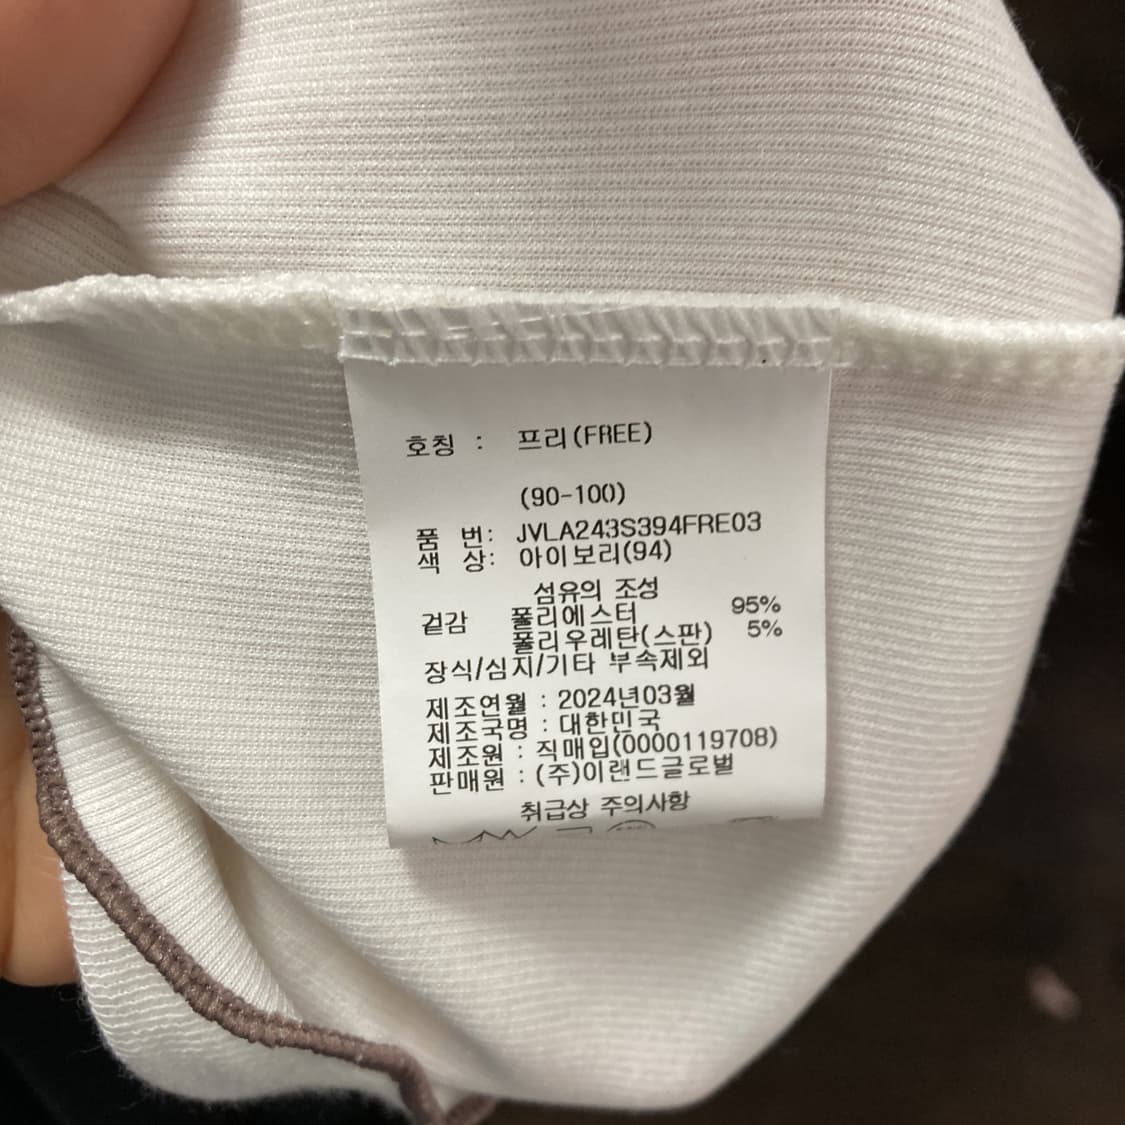 호칭 : 프리(FREE)
(90-100)
품 번: JVLA243S394FRE03
색 상: 아이보리(94)
섬유의 조성
겉감 폴리에스터 95%
폴리우레탄(스판) 5%
장식/심지/기타 부속제외
제조연월 : 2024년03월
제조국명 : 대한민국
제조원 : 직매입(0000119708)
판매원 : (주)이랜드글로벌
취급상 주의사항